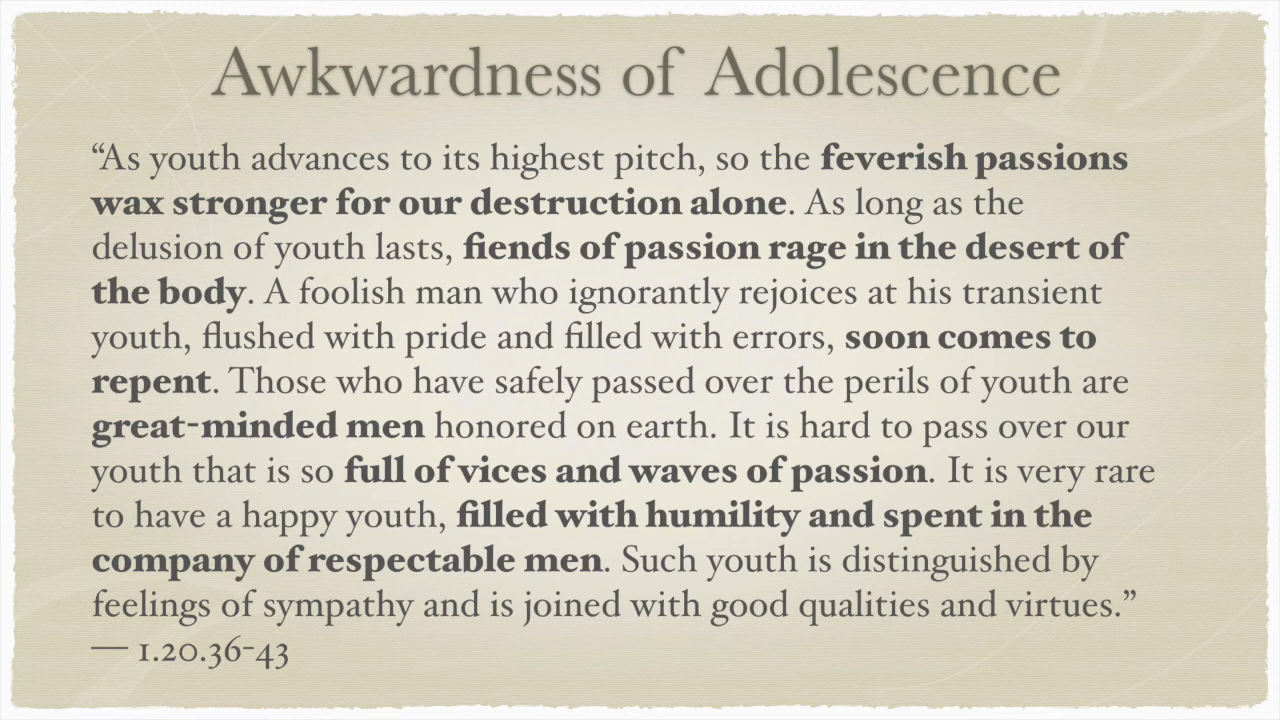 Awkwardness of Adolescence
“As youth advances to its highest pitch, so the feverish passions
wax stronger for our destruction alone. As long as the
delusion of youth lasts, fiends of passion rage in the desert of
the body. A foolish man who ignorantly rejoices at his transient
youth, flushed with pride and filled with errors, soon comes to
repent. Those who have safely passed over the perils of youth are
great-minded men honored on earth. It is hard to pass over our
youth that is so full of vices and waves of passion. It is very rare
to have a happy youth, filled with humility and spent in the
company of respectable men. Such youth is distinguished by
feelings of sympathy and is joined with good qualities and virtues.”
— 1.20.36-43